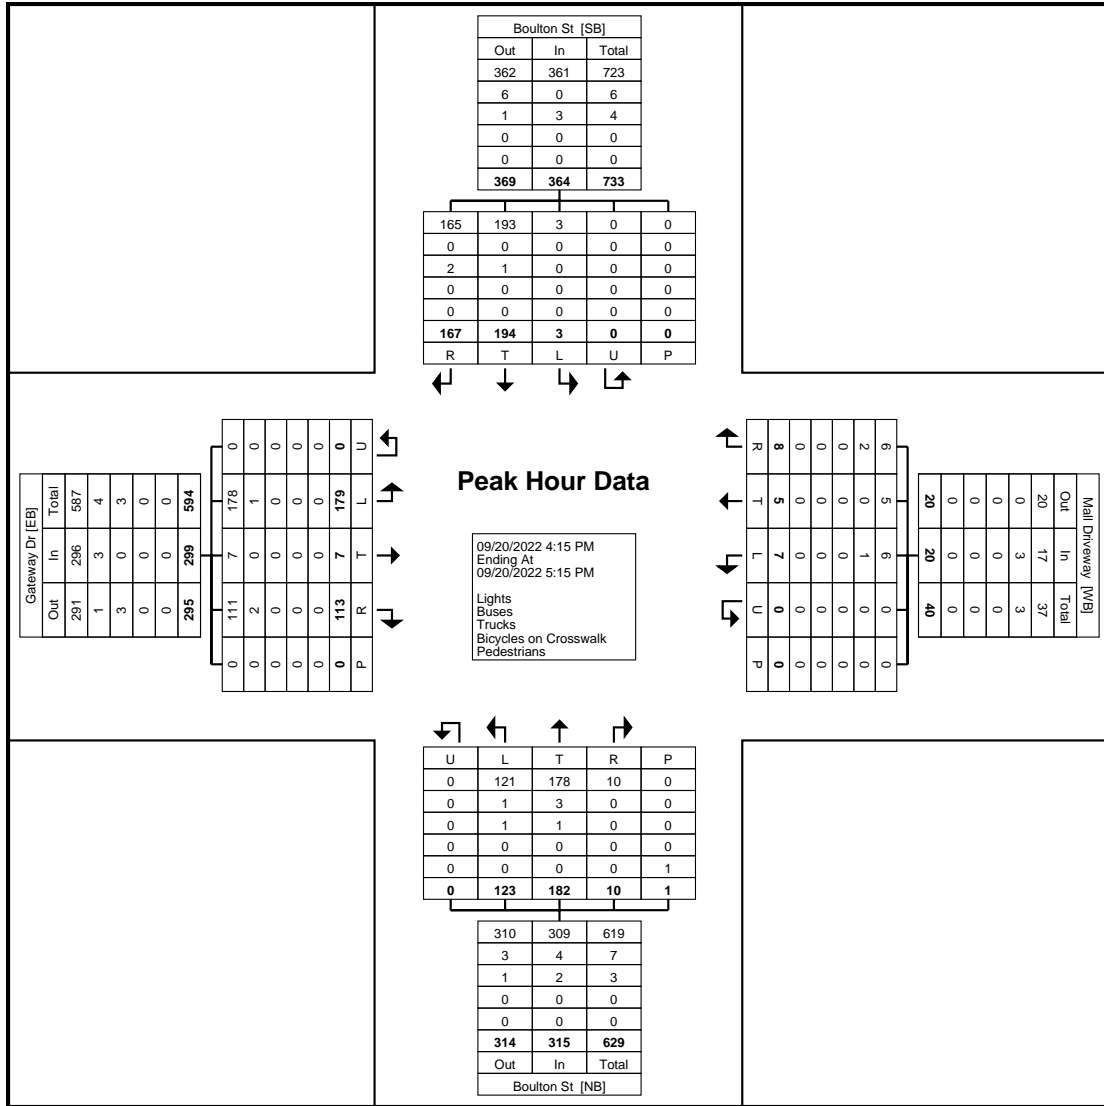 Boulton St [SB]
Out In Total
362 361 723
6 0 6
1 3 4
0 0 0
0 0 0
369 364 733
165 193 3 0 0
0 0 0 0 0
2 1 0 0 0
0 0 0 0 0
0 0 0 0 0
167 194 3 0 0
R T L U P
Gateway Dr [EB]
Out In Total
291 296 587
1 3 4
3 0 3
0 0 0
0 0 0
295 299 594
0 178 7 111 0
0 1 0 2 0
0 0 0 0 0
0 0 0 0 0
0 0 0 0 0
0 179 7 113 0
U L T R P
Peak Hour Data
09/20/2022 4:15 PM
Ending At
09/20/2022 5:15 PM
Lights
Buses
Trucks
Bicycles on Crosswalk
Pedestrians
Mall Driveway [WB]
Out In Total
20 17 37
0 3 3
0 0 0
0 0 0
0 0 0
20 20 40
6 5 6 0 0
2 0 1 0 0
0 0 0 0 0
0 0 0 0 0
0 0 0 0 0
8 5 7 0 0
R T L U P
U L T R P
0 121 178 10 0
0 1 3 0 0
0 1 1 0 0
0 0 0 0 0
0 0 0 0 1
0 123 182 10 1
310 309 619
3 4 7
1 2 3
0 0 0
0 0 0
314 315 629
Out In Total
Boulton St [NB]